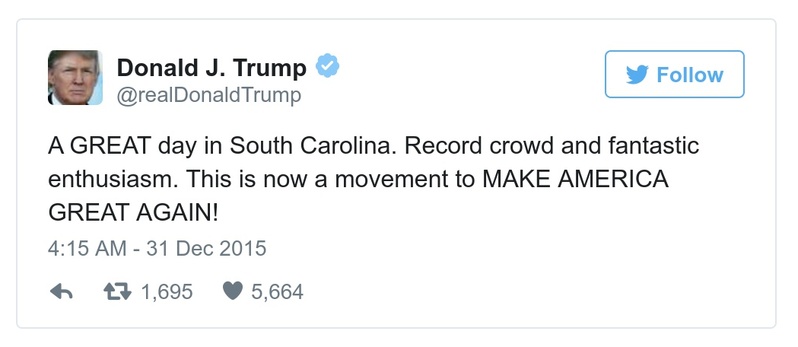 Donald J. Trump
@realDonaldTrump
Follow
A GREAT day in South Carolina. Record crowd and fantastic
enthusiasm. This is now a movement to MAKE AMERICA
GREAT AGAIN!
4:15 AM - 31 Dec 2015
1,695 5,664